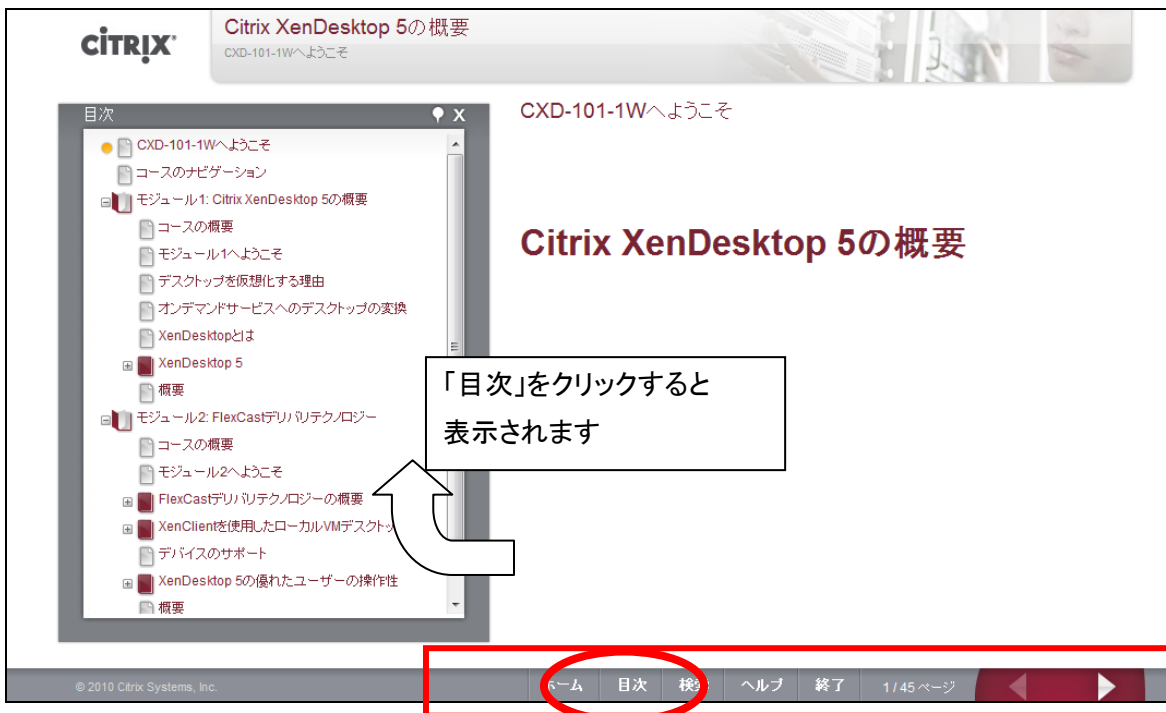 CITRIX
Citrix XenDesktop 5の概要
CXD-101-1Wへようこそ
目次
CXD-101-1Wへようこそ
コースのナビゲーション
モジュール1: Citrix XenDesktop 5の概要
コースの概要
モジュール1へようこそ
デスクトップを仮想化する理由
オンデマンドサービスへのデスクトップの変換
XenDesktopとは
XenDesktop 5
概要
モジュール2: FlexCastデリバリテクノロジー
コースの概要
モジュール2へようこそ
FlexCastデリバリテクノロジーの概要
XenClientを使用したローカルVMデスクトッ
デバイスのサポート
XenDesktop 5の優れたユーザーの操作性
概要
CXD-101-1Wへようこそ
Citrix XenDesktop 5の概要
「目次」をクリックすると
表示されます
© 2010 Citrix Systems, Inc.
ホーム 目次 検索 ヘルプ 終了 1 / 45 ページ